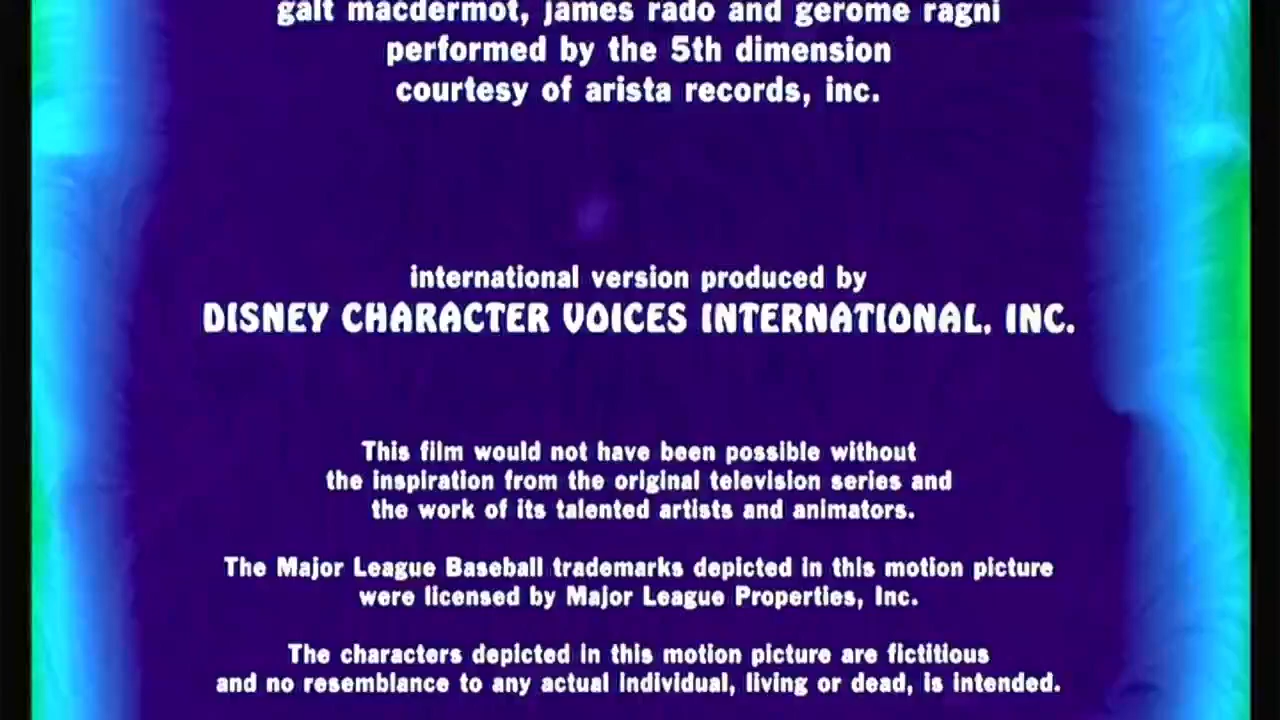 galt macdermot, james rado and gerome ragni
performed by the 5th dimension
courtesy of arista records, inc.
international version produced by
DISNEY CHARACTER VOICES INTERNATIONAL, INC.
This film would not have been possible without
the inspiration from the original television series and
the work of its talented artists and animators.
The Major League Baseball trademarks depicted in this motion picture
were licensed by Major League Properties, Inc.
The characters depicted in this motion picture are fictitious
and no resemblance to any actual individual, living or dead, is intended.